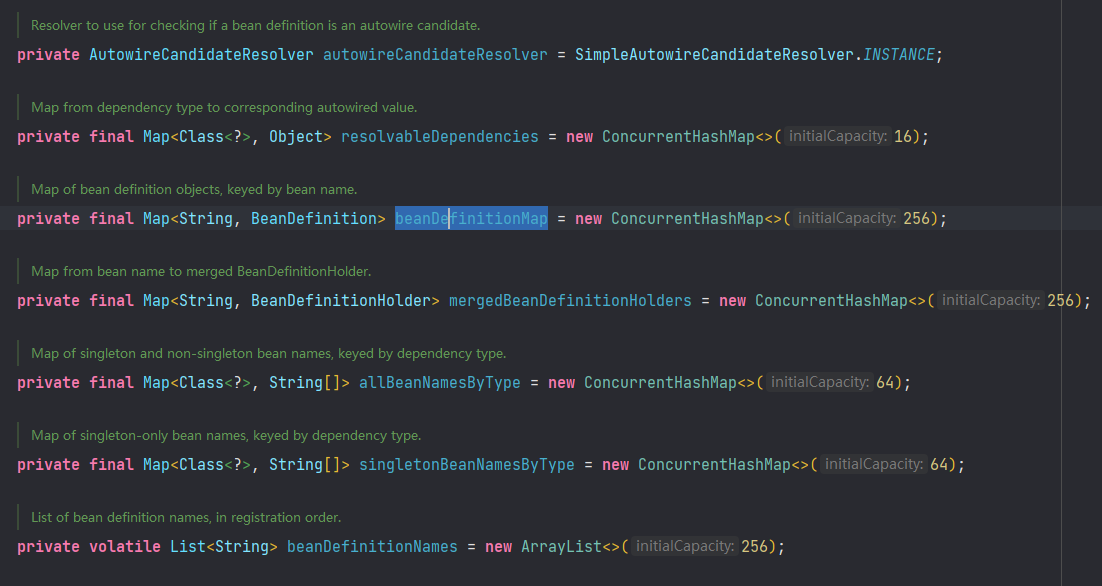 Resolver to use for checking if a bean definition is an autowire candidate.
private AutowireCandidateResolver autowireCandidateResolver = SimpleAutowireCandidateResolver.INSTANCE;
Map from dependency type to corresponding autowired value.
private final Map<Class<?>, Object> resolvableDependencies = new ConcurrentHashMap<>( initialCapacity: 16);
Map of bean definition objects, keyed by bean name.
private final Map<String, BeanDefinition> beanDefinitionMap = new ConcurrentHashMap<>( initialCapacity: 256);
Map from bean name to merged BeanDefinitionHolder.
private final Map<String, BeanDefinitionHolder> mergedBeanDefinitionHolders = new ConcurrentHashMap<>( initialCapacity: 256);
Map of singleton and non-singleton bean names, keyed by dependency type.
private final Map<Class<?>, String[]> allBeanNamesByType = new ConcurrentHashMap<>( initialCapacity: 64);
Map of singleton-only bean names, keyed by dependency type.
private final Map<Class<?>, String[]> singletonBeanNamesByType = new ConcurrentHashMap<>( initialCapacity: 64);
List of bean definition names, in registration order.
private volatile List<String> beanDefinitionNames = new ArrayList<>( initialCapacity: 256);